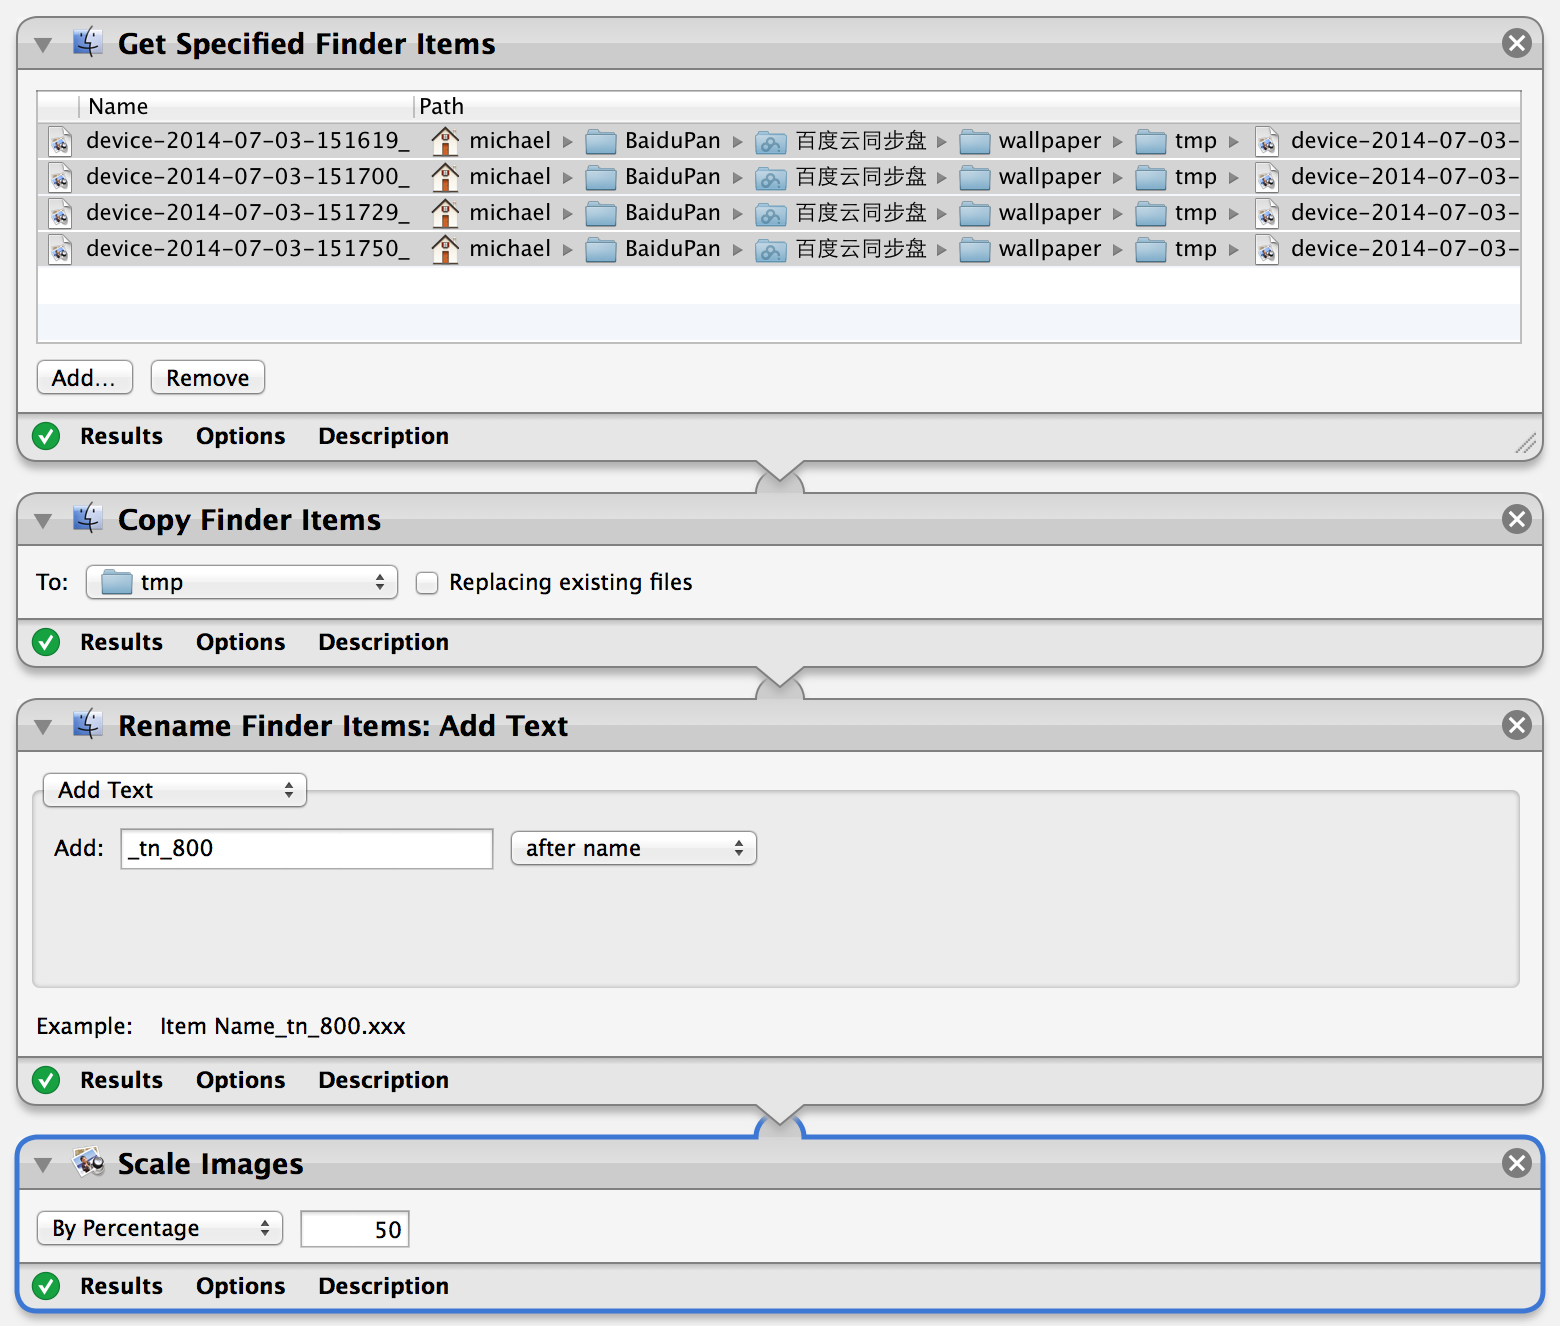 Get Specified Finder Items
Name Path
device-2014-07-03-151619_ michael BaiduPan 百度云同步盘 wallpaper tmp device-2014-07-03-
device-2014-07-03-151700_ michael BaiduPan 百度云同步盘 wallpaper tmp device-2014-07-03-
device-2014-07-03-151729_ michael BaiduPan 百度云同步盘 wallpaper tmp device-2014-07-03-
device-2014-07-03-151750_ michael BaiduPan 百度云同步盘 wallpaper tmp device-2014-07-03-
Add... Remove
Results Options Description
Copy Finder Items
To: tmp Replacing existing files
Results Options Description
Rename Finder Items: Add Text
Add Text
Add: _tn_800 after name
Example: Item Name_tn_800.xxx
Results Options Description
Scale Images
By Percentage 50
Results Options Description